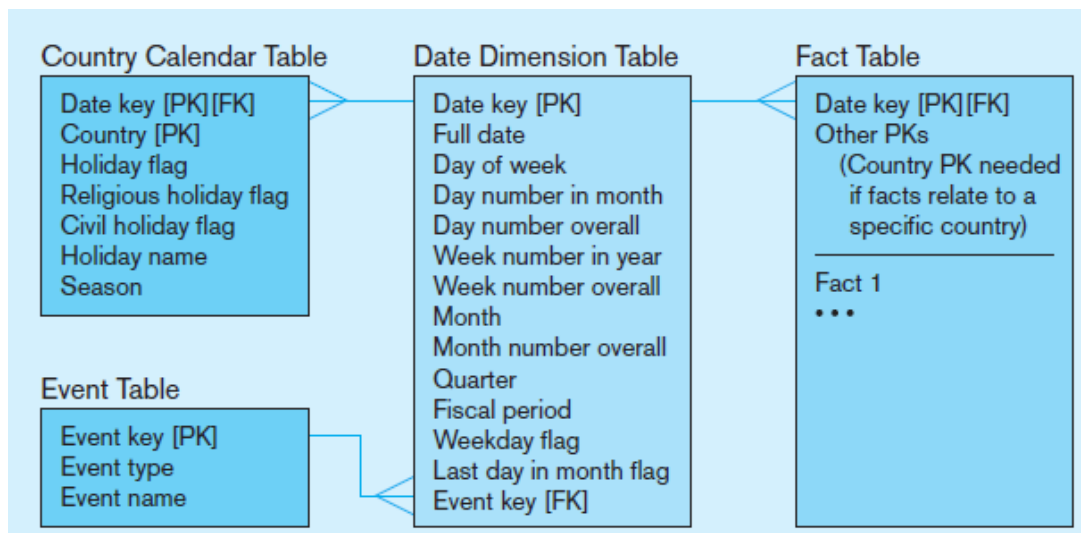 Country Calendar Table
Date key [PK][FK]
Country [PK]
Holiday flag
Religious holiday flag
Civil holiday flag
Holiday name
Season
Event Table
Event key [PK]
Event type
Event name
Date Dimension Table
Date key [PK]
Full date
Day of week
Day number in month
Day number overall
Week number in year
Week number overall
Month
Month number overall
Quarter
Fiscal period
Weekday flag
Last day in month flag
Event key [FK]
Fact Table
Date key [PK][FK]
Other PKs
(Country PK needed
if facts relate to a
specific country)
Fact 1
• • •